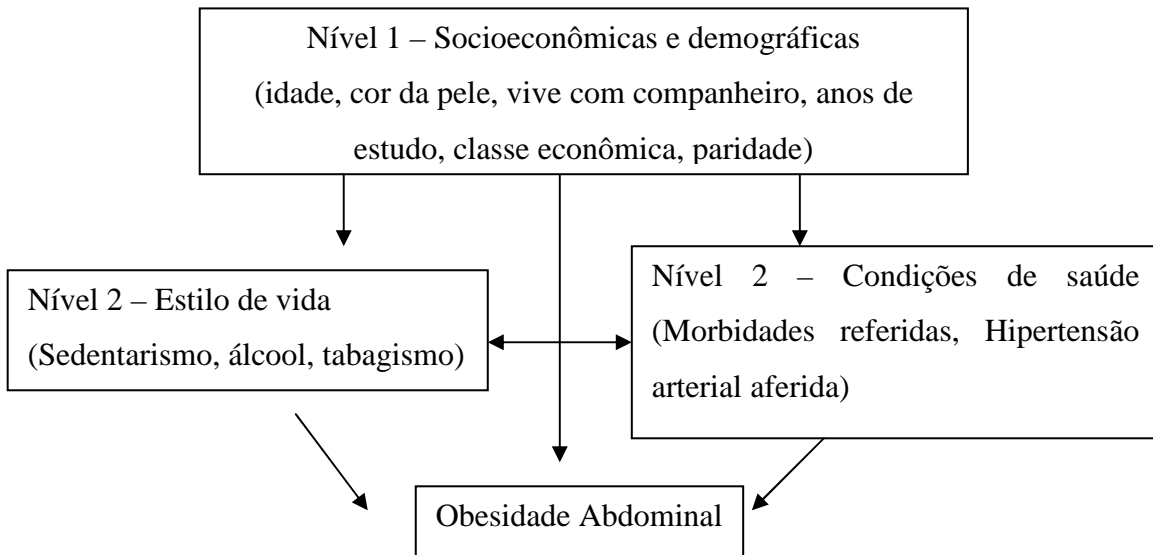 Nível 1 – Socioeconômicas e demográficas
(idade, cor da pele, vive com companheiro, anos de
estudo, classe econômica, paridade)
Nível 2 – Estilo de vida
(Sedentarismo, álcool, tabagismo)
Nível 2 – Condições de saúde
(Morbidades referidas, Hipertensão
arterial aferida)
Obesidade Abdominal